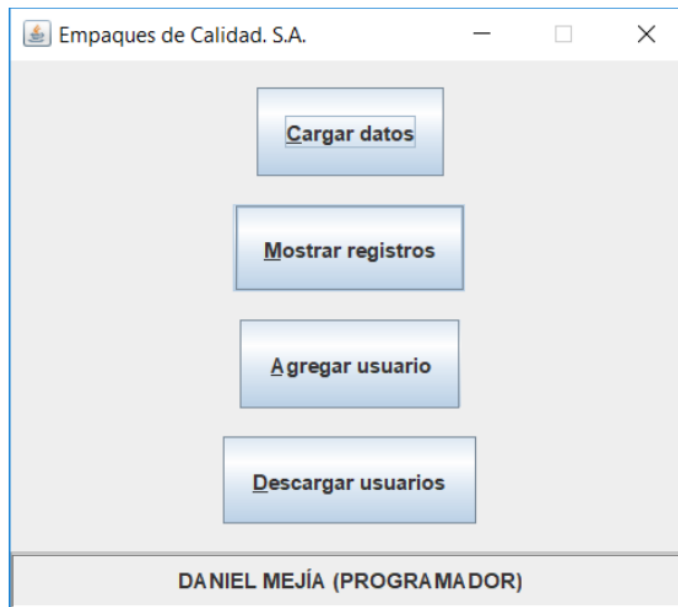 Empaques de Calidad. S.A.
Cargar datos
Mostrar registros
Agregar usuario
Descargar usuarios
DANIEL MEJÍA (PROGRAMADOR)